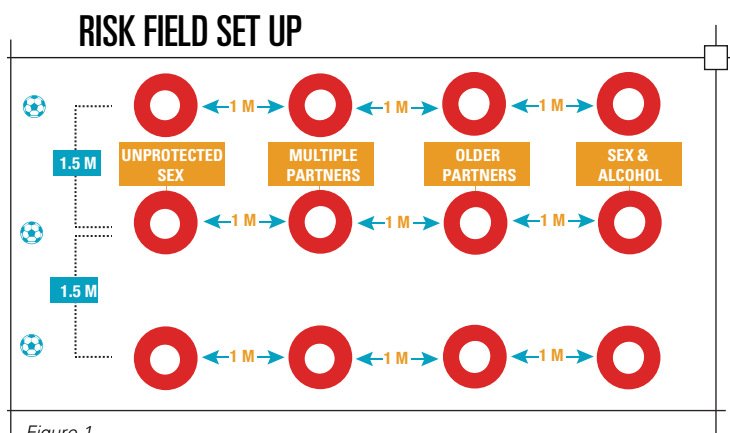 RISK FIELD SET UP
1 M 1 M 1 M
1.5 M
UNPROTECTED
SEX
MULTIPLE
PARTNERS
OLDER
PARTNERS
SEX &
ALCOHOL
1 M 1 M 1 M
1.5 M
1 M 1 M 1 M
Figure 1